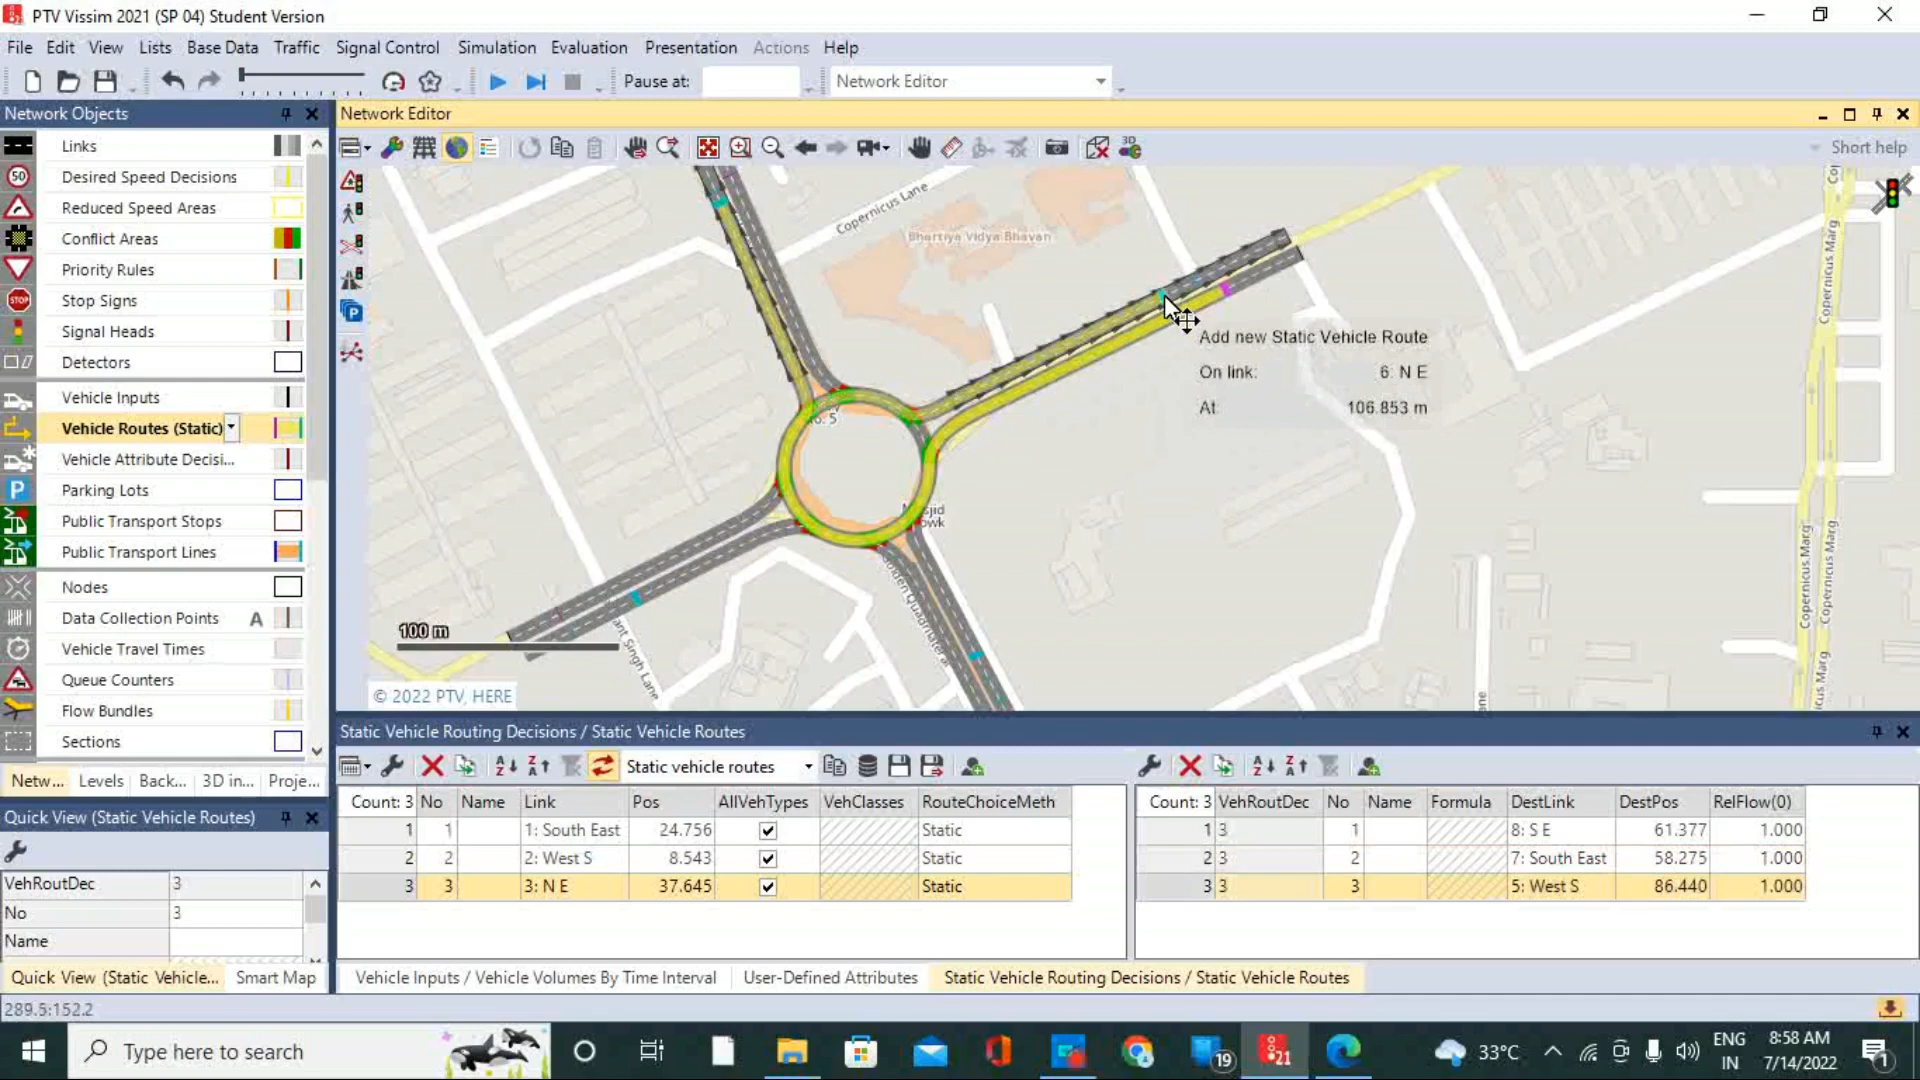 PTV Vissim 2021 (SP 04) Student Version
File Edit View Lists Base Data Traffic Signal Control Simulation Evaluation Presentation Actions Help
Pause at: Network Editor
Network Objects
Links
50 Desired Speed Decisions
Reduced Speed Areas
Conflict Areas
Priority Rules
STOP Stop Signs
Signal Heads
Detectors
Vehicle Inputs
Vehicle Routes (Static)
Vehicle Attribute Decisi...
P Parking Lots
Public Transport Stops
Public Transport Lines
Nodes
Data Collection Points A
Vehicle Travel Times
Queue Counters
Flow Bundles
Sections
Netw... Levels Back... 3D in... Proje...
Quick View (Static Vehicle Routes)
VehRoutDec 3
No 3
Name
Quick View (Static Vehicle... Smart Map
Network Editor
Short help
Copernicus Lane
Bhartiya Vidya Bhavan
Copernicus Marg
Copernicus Marg
Copernicus Marg
Add new Static Vehicle Route
On link: 6: N E
At: 106.853 m
100 m
© 2022 PTV, HERE
Static Vehicle Routing Decisions / Static Vehicle Routes
Static vehicle routes
Count: 3 No Name Link Pos AllVehTypes VehClasses RouteChoiceMeth
1 1 1: South East 24.756 Static
2 2 2: West S 8.543 Static
3 3 3: N E 37.645 Static
Count: 3 VehRoutDec No Name Formula DestLink DestPos RelFlow(0)
1 3 1 8: S E 61.377 1.000
2 3 2 7: South East 58.275 1.000
3 3 3 5: West S 86.440 1.000
Vehicle Inputs / Vehicle Volumes By Time Interval User-Defined Attributes Static Vehicle Routing Decisions / Static Vehicle Routes
289.5:152.2
Type here to search
19
21
33°C
ENG
IN
8:58 AM
7/14/2022
1